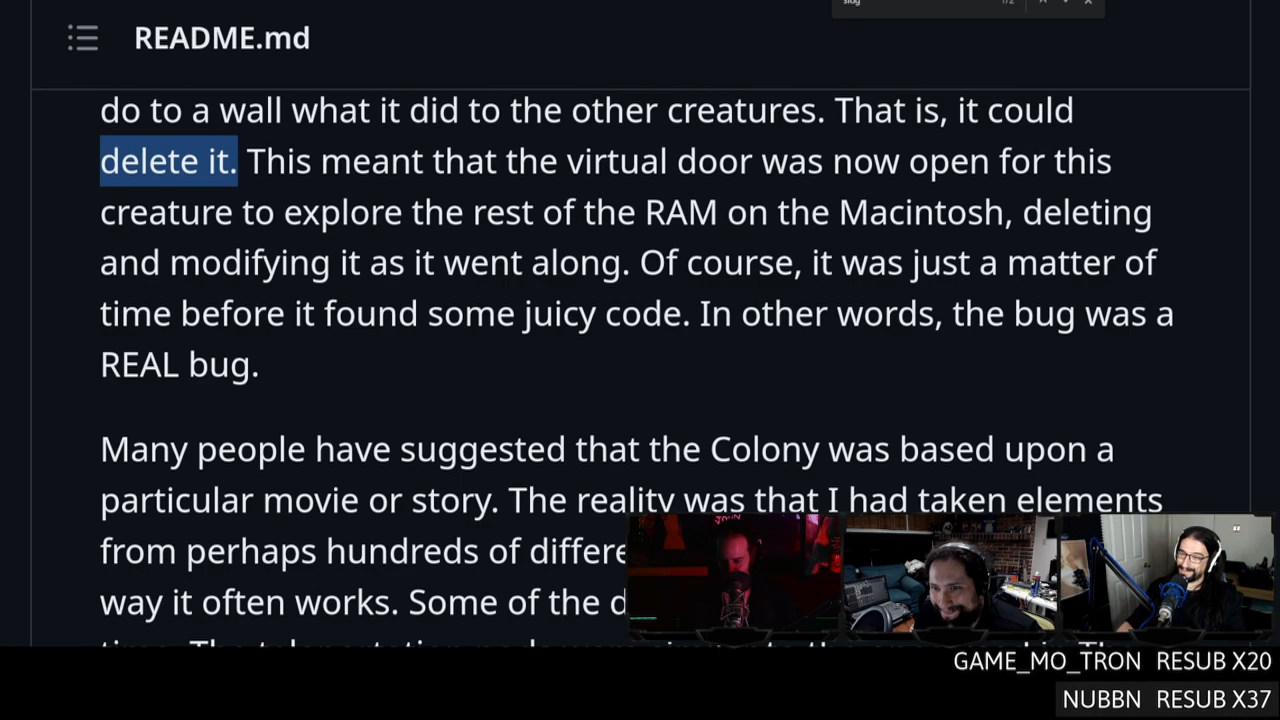 slug
1/2
README.md
do to a wall what it did to the other creatures. That is, it could
delete it. This meant that the virtual door was now open for this
creature to explore the rest of the RAM on the Macintosh, deleting
and modifying it as it went along. Of course, it was just a matter of
time before it found some juicy code. In other words, the bug was a
REAL bug.
Many people have suggested that the Colony was based upon a
particular movie or story. The reality was that I had taken elements
from perhaps hundreds of differe
way it often works. Some of the d
GAME_MO_TRON RESUB X20
NUBBN RESUB X37